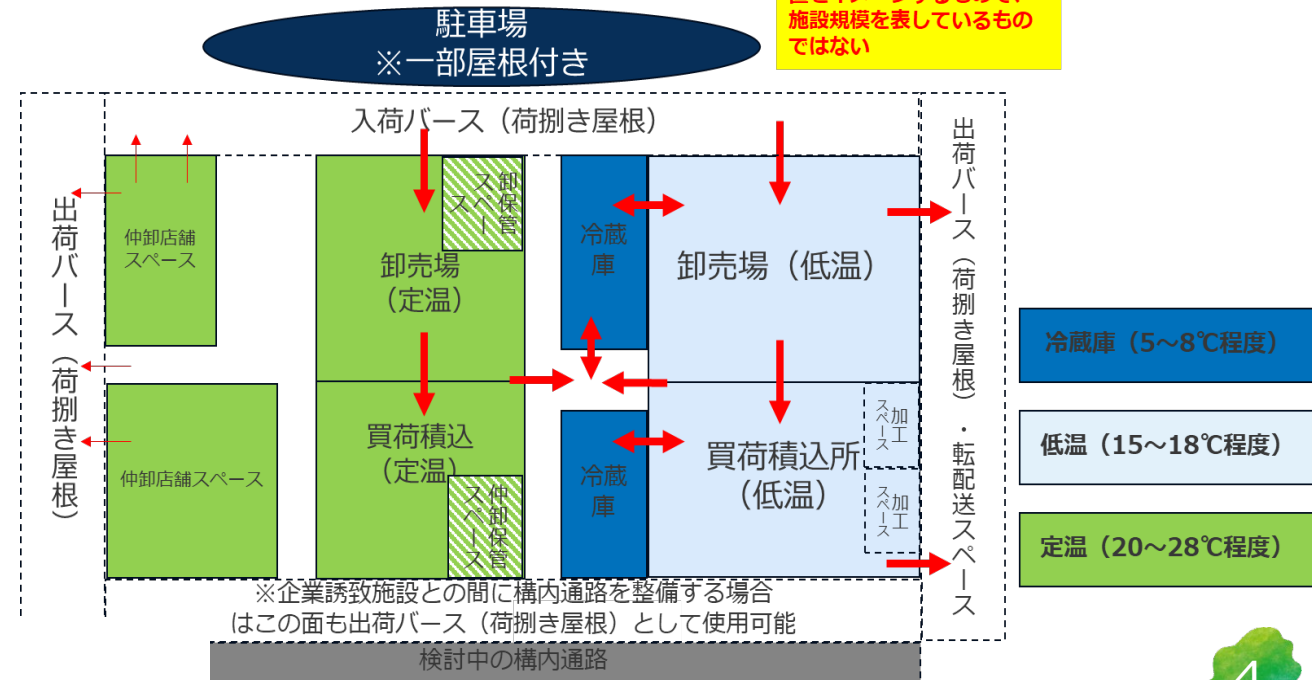 駐車場
※一部屋根付き
施設規模を表しているもの
ではない
入荷バース（荷捌き屋根）
出荷バース（荷捌き屋根）
仲卸店舗
スペース
仲卸店舗スペース
卸保管
スペース
卸売場
（定温）
買荷積込
（定温）
仲卸保管
スペース
冷蔵
庫
冷蔵
庫
卸売場（低温）
買荷積込所
（低温）
加工
スペース
加工
スペース
出荷バース（荷捌き屋根）・転配送スペース
冷蔵庫（5～8℃程度）
低温（15～18℃程度）
定温（20～28℃程度）
※企業誘致施設との間に構内通路を整備する場合
はこの面も出荷バース（荷捌き屋根）として使用可能
検討中の構内通路
4